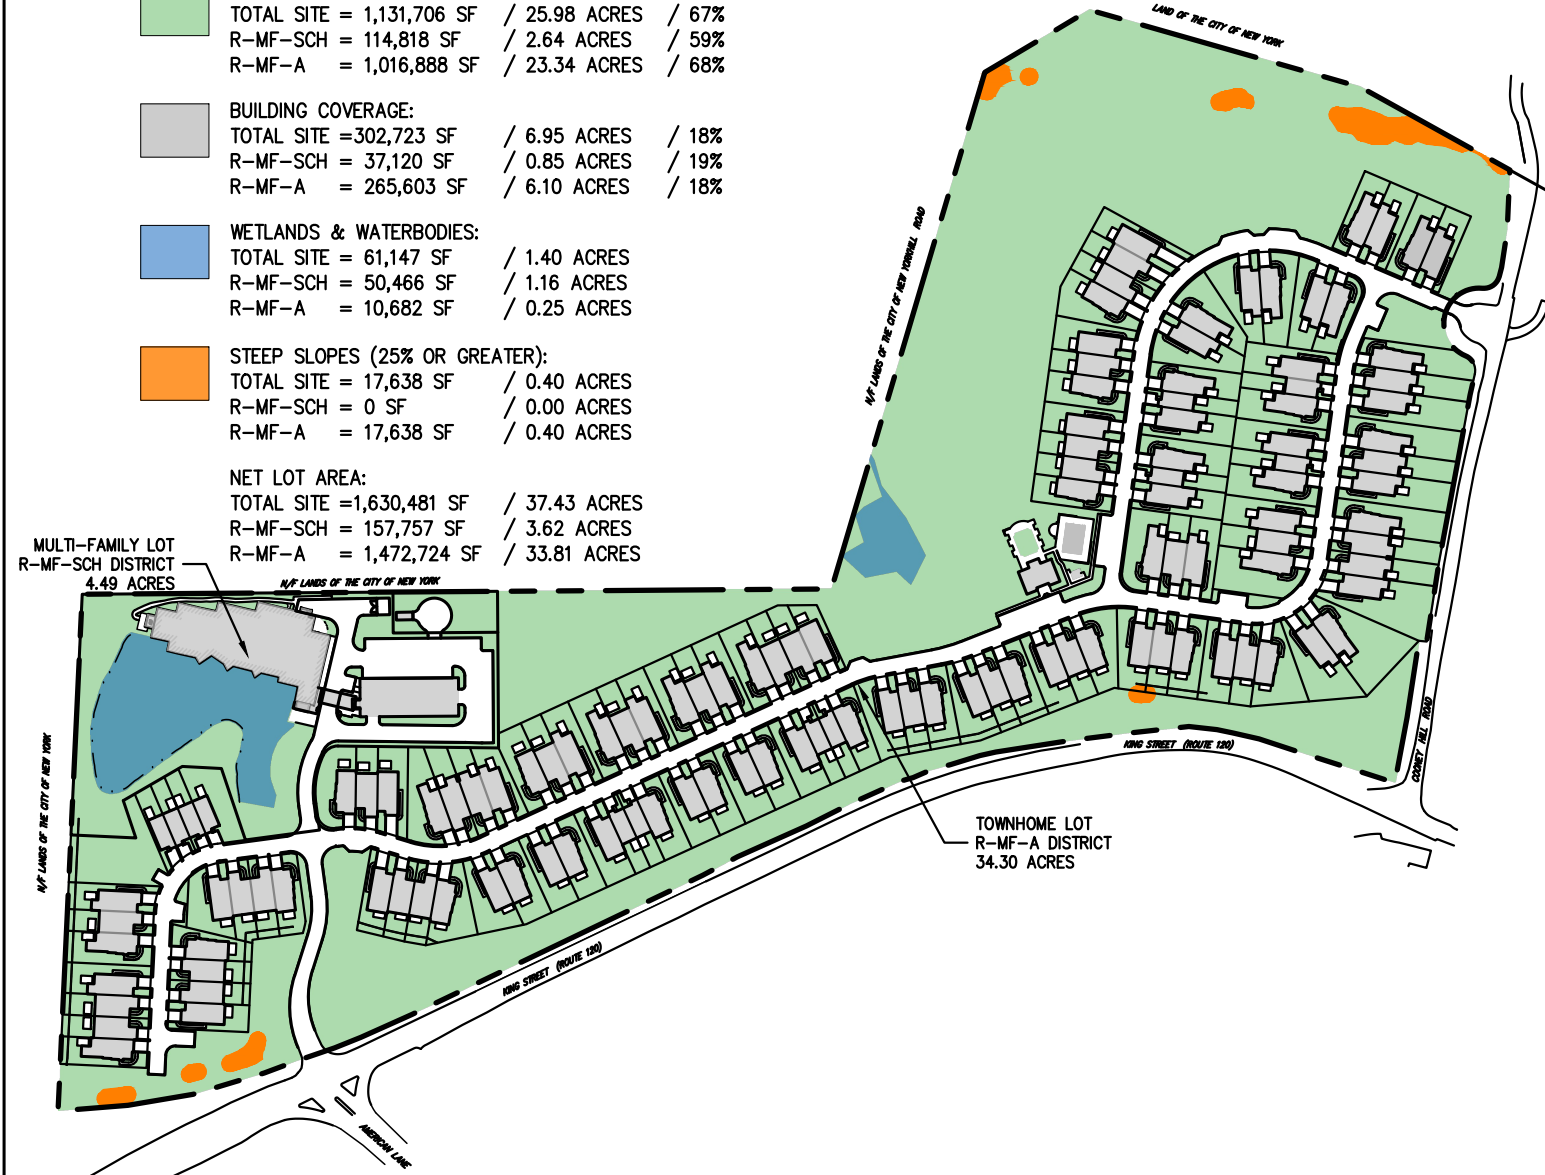 TOTAL SITE = 1,131,706 SF / 25.98 ACRES / 67%
R-MF-SCH = 114,818 SF / 2.64 ACRES / 59%
R-MF-A = 1,016,888 SF / 23.34 ACRES / 68%
BUILDING COVERAGE:
TOTAL SITE =302,723 SF / 6.95 ACRES / 18%
R-MF-SCH = 37,120 SF / 0.85 ACRES / 19%
R-MF-A = 265,603 SF / 6.10 ACRES / 18%
WETLANDS & WATERBODIES:
TOTAL SITE = 61,147 SF / 1.40 ACRES
R-MF-SCH = 50,466 SF / 1.16 ACRES
R-MF-A = 10,682 SF / 0.25 ACRES
STEEP SLOPES (25% OR GREATER):
TOTAL SITE = 17,638 SF / 0.40 ACRES
R-MF-SCH = 0 SF / 0.00 ACRES
R-MF-A = 17,638 SF / 0.40 ACRES
NET LOT AREA:
TOTAL SITE =1,630,481 SF / 37.43 ACRES
R-MF-SCH = 157,757 SF / 3.62 ACRES
R-MF-A = 1,472,724 SF / 33.81 ACRES
MULTI-FAMILY LOT
R-MF-SCH DISTRICT
4.49 ACRES
N/F LANDS OF THE CITY OF NEW YORK
LAND OF THE CITY OF NEW YORK
N/F LANDS OF THE CITY OF NEW YORKHILL ROAD
N/F LANDS OF THE CITY OF NEW YORK
KING STREET (ROUTE 120)
COONEY HILL ROAD
TOWNHOME LOT
R-MF-A DISTRICT
34.30 ACRES
KING STREET (ROUTE 120)
AMERICAN LANE